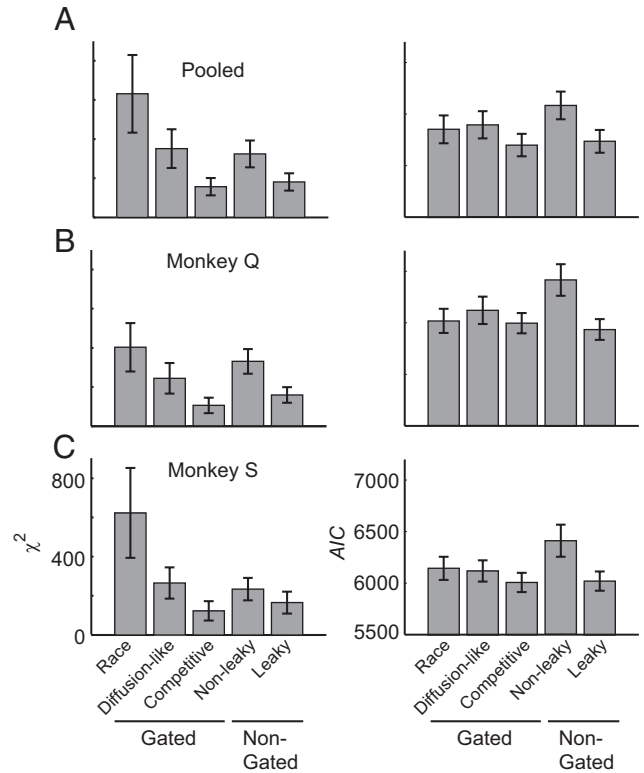 A
Pooled
B
Monkey Q
C
Monkey S
800
400
0
χ2
7000
6500
6000
5500
AIC
Race
Diffusion-like
Competitive
Non-leaky
Leaky
Race
Diffusion-like
Competitive
Non-leaky
Leaky
Gated
Non-
Gated
Gated
Non-
Gated